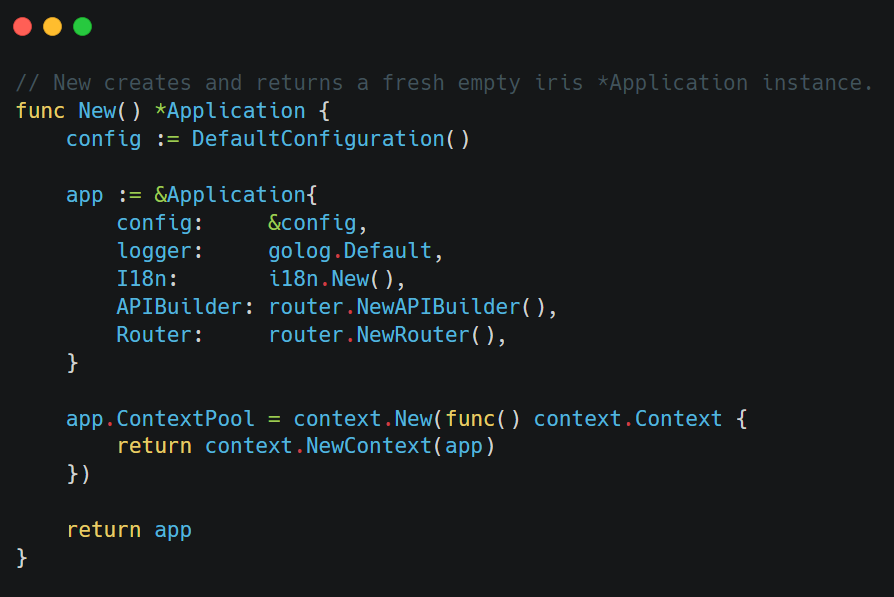 // New creates and returns a fresh empty iris *Application instance.
func New() *Application {
    config := DefaultConfiguration()

    app := &Application{
        config:     &config,
        logger:     golog.Default,
        I18n:       i18n.New(),
        APIBuilder: router.NewAPIBuilder(),
        Router:     router.NewRouter(),
    }

    app.ContextPool = context.New(func() context.Context {
        return context.NewContext(app)
    })

    return app
}